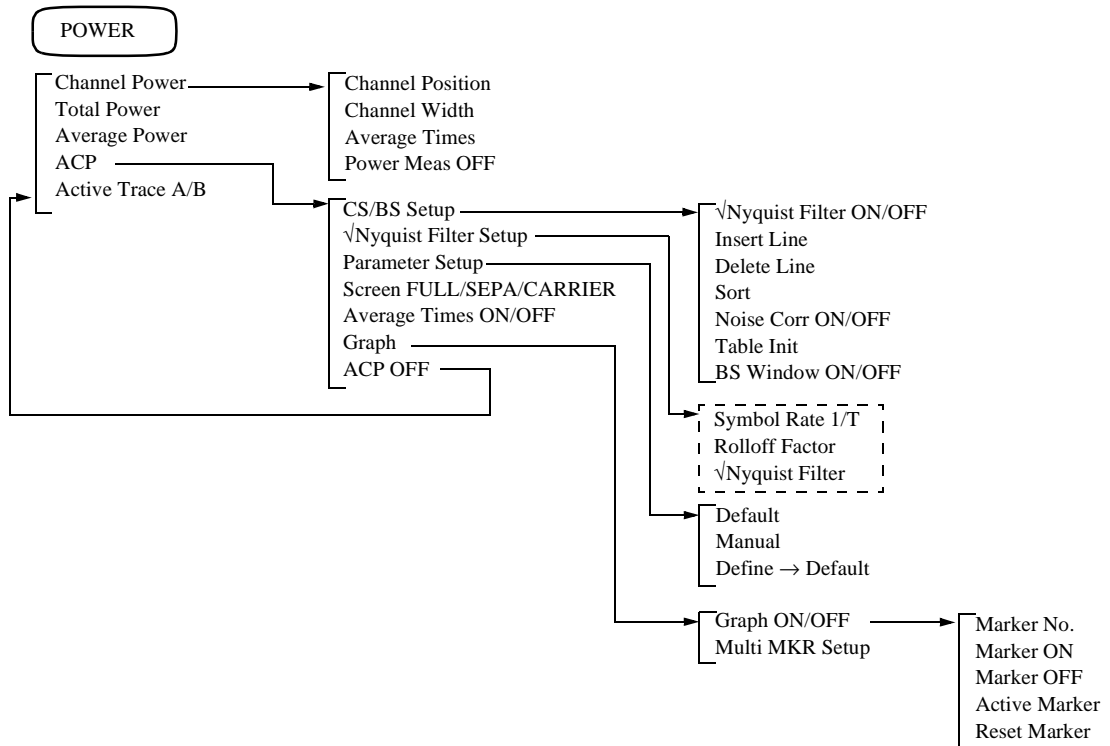 POWER
Channel Power
Total Power
Average Power
ACP
Active Trace A/B
Channel Position
Channel Width
Average Times
Power Meas OFF
CS/BS Setup
√Nyquist Filter Setup
Parameter Setup
Screen FULL/SEPA/CARRIER
Average Times ON/OFF
Graph
ACP OFF
√Nyquist Filter ON/OFF
Insert Line
Delete Line
Sort
Noise Corr ON/OFF
Table Init
BS Window ON/OFF
Symbol Rate 1/T
Rolloff Factor
√Nyquist Filter
Default
Manual
Define → Default
Graph ON/OFF
Multi MKR Setup
Marker No.
Marker ON
Marker OFF
Active Marker
Reset Marker